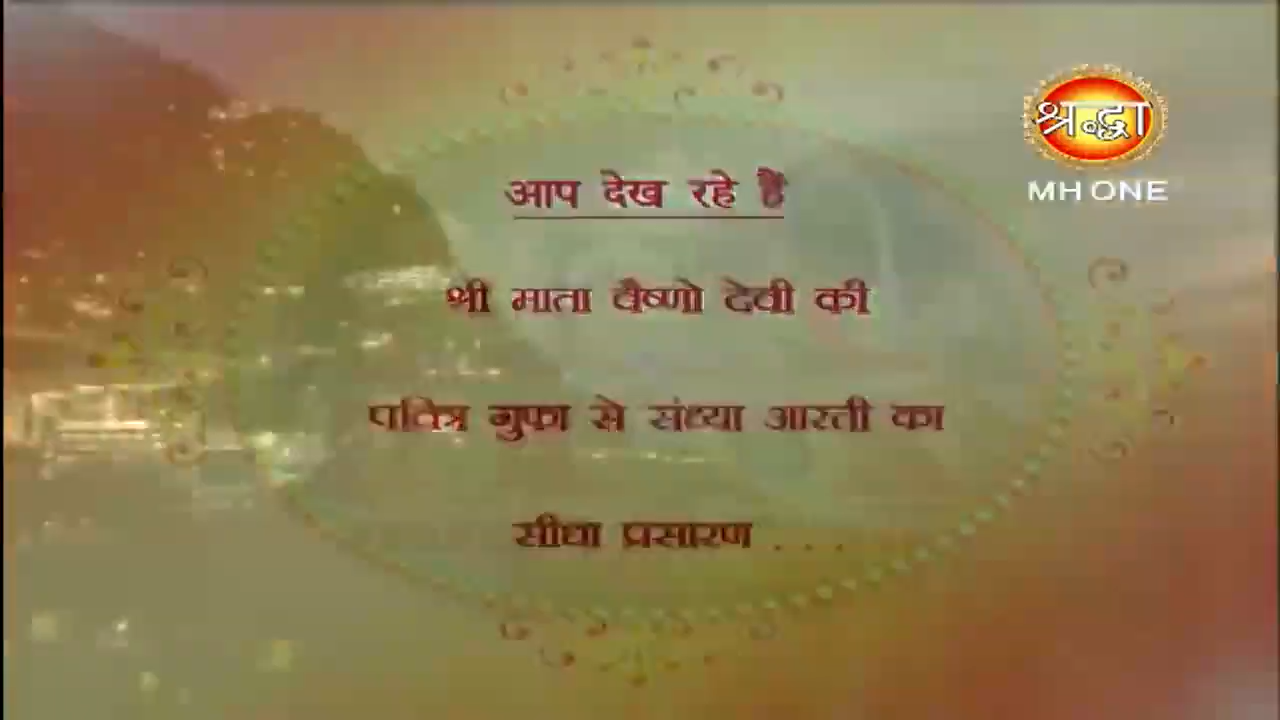 श्रद्धा
MH ONE
आप देख रहे हैं
श्री माता वैष्णो देवी की
पवित्र गुफा से संध्या आरती का
सीधा प्रसारण . . .